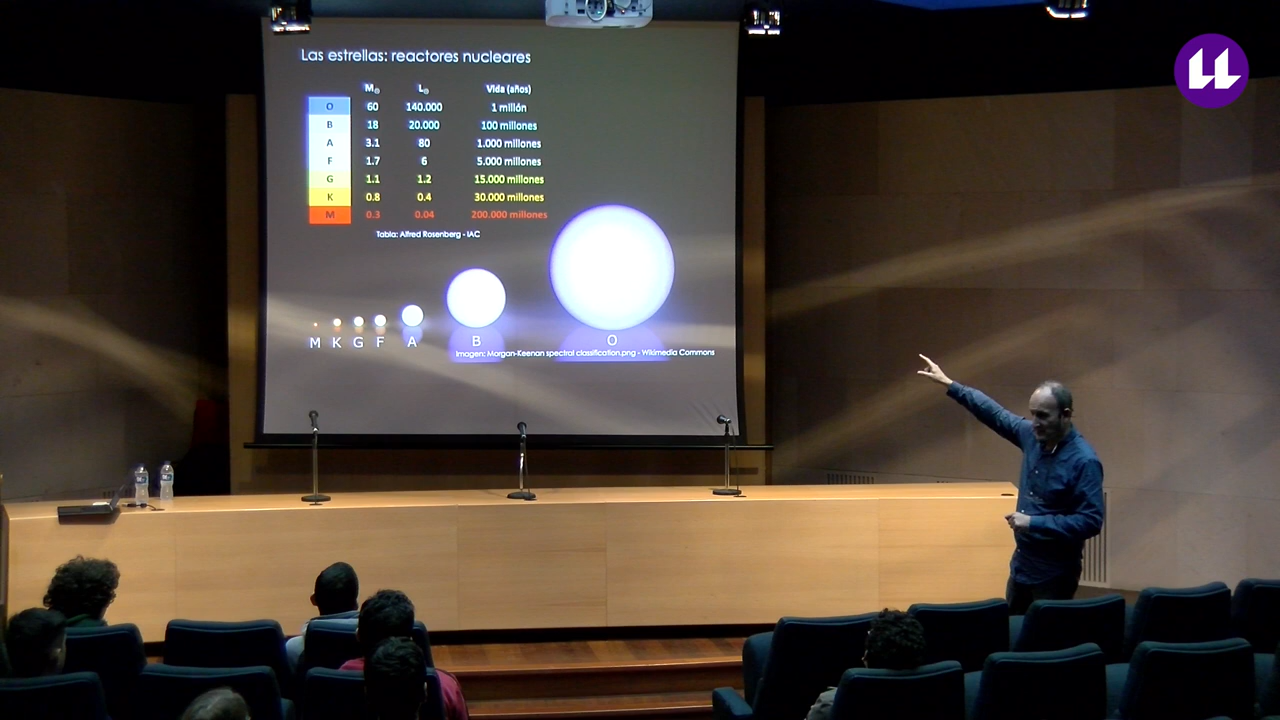 Las estrellas: reactores nucleares
M☉ L☉ Vida (años)
O 60 140.000 1 millón
B 18 20.000 100 millones
A 3.1 80 1.000 millones
F 1.7 6 5.000 millones
G 1.1 1.2 15.000 millones
K 0.8 0.4 30.000 millones
M 0.3 0.04 200.000 millones
Tabla: Alfred Rosenberg - IAC
M K G F A B O
Imagen: Morgan-Keenan spectral classification.png - Wikimedia Commons